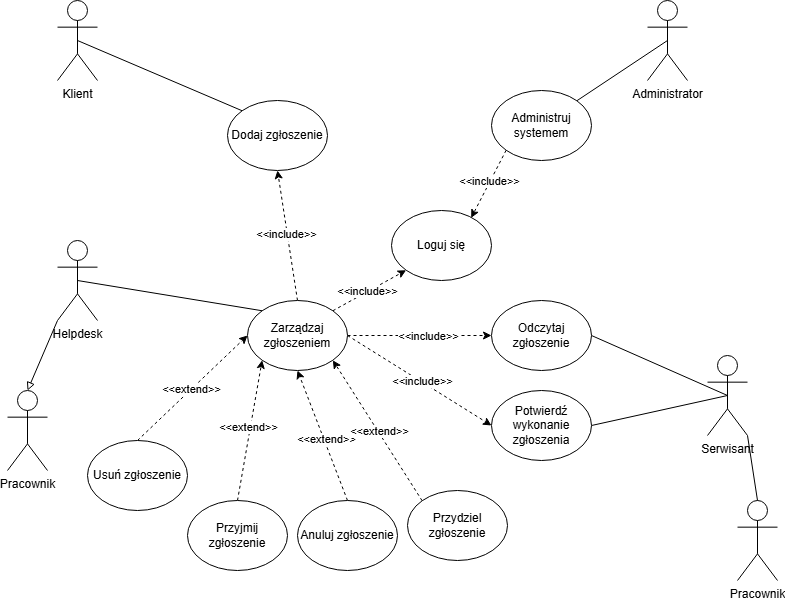 Klient
Administrator
Dodaj zgłoszenie
Administruj
systemem
<<include>>
<<include>>
Loguj się
<<include>>
Helpdesk
Zarządzaj
zgłoszeniem
<<include>>
Odczytaj
zgłoszenie
<<include>>
<<extend>>
Potwierdź
wykonanie
zgłoszenia
<<extend>>
<<extend>>
<<extend>>
Serwisant
Pracownik
Usuń zgłoszenie
Przyjmij
zgłoszenie
Anuluj zgłoszenie
Przydziel
zgłoszenie
Pracownik